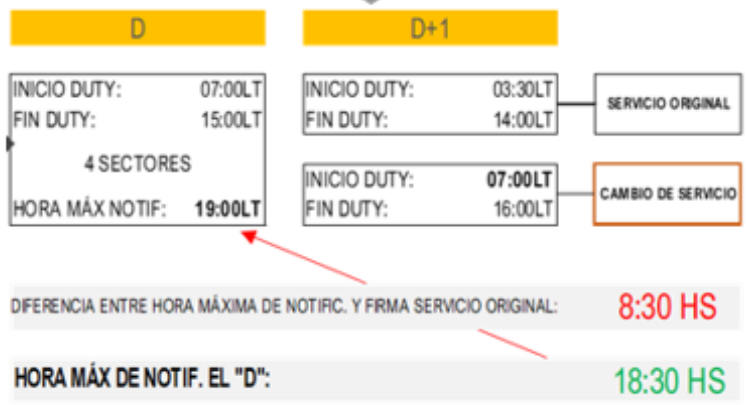 D
D+1
INICIO DUTY: 07:00LT
FIN DUTY: 15:00LT
4 SECTORES
HORA MÁX NOTIF: 19:00LT
INICIO DUTY: 03:30LT
FIN DUTY: 14:00LT
SERVICIO ORIGINAL
INICIO DUTY: 07:00LT
FIN DUTY: 16:00LT
CAMBIO DE SERVICIO
DIFERENCIA ENTRE HORA MÁXIMA DE NOTIFIC. Y FIRMA SERVICIO ORIGINAL: 8:30 HS
HORA MÁX DE NOTIF. EL "D": 18:30 HS